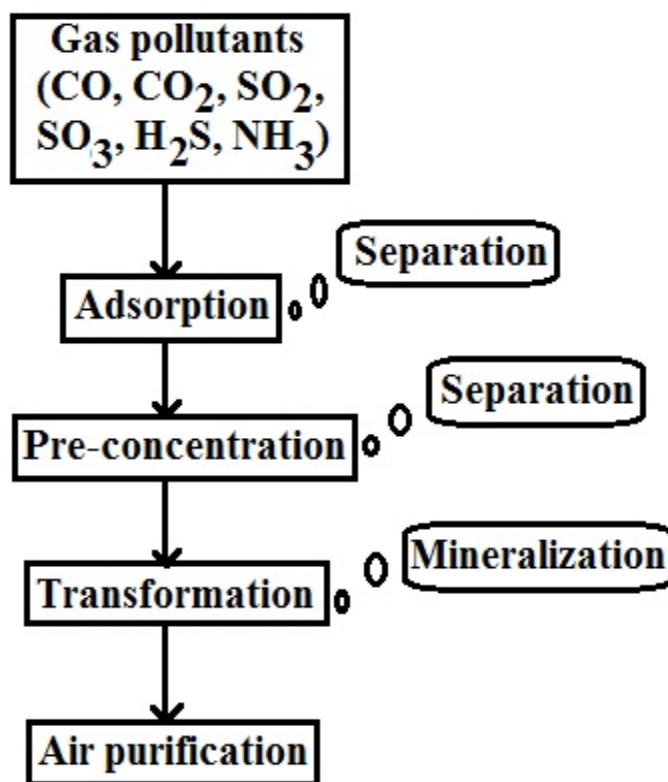 Gas pollutants
(CO, CO₂, SO₂,
SO₃, H₂S, NH₃)
Separation
Adsorption
Separation
Pre-concentration
Mineralization
Transformation
Air purification